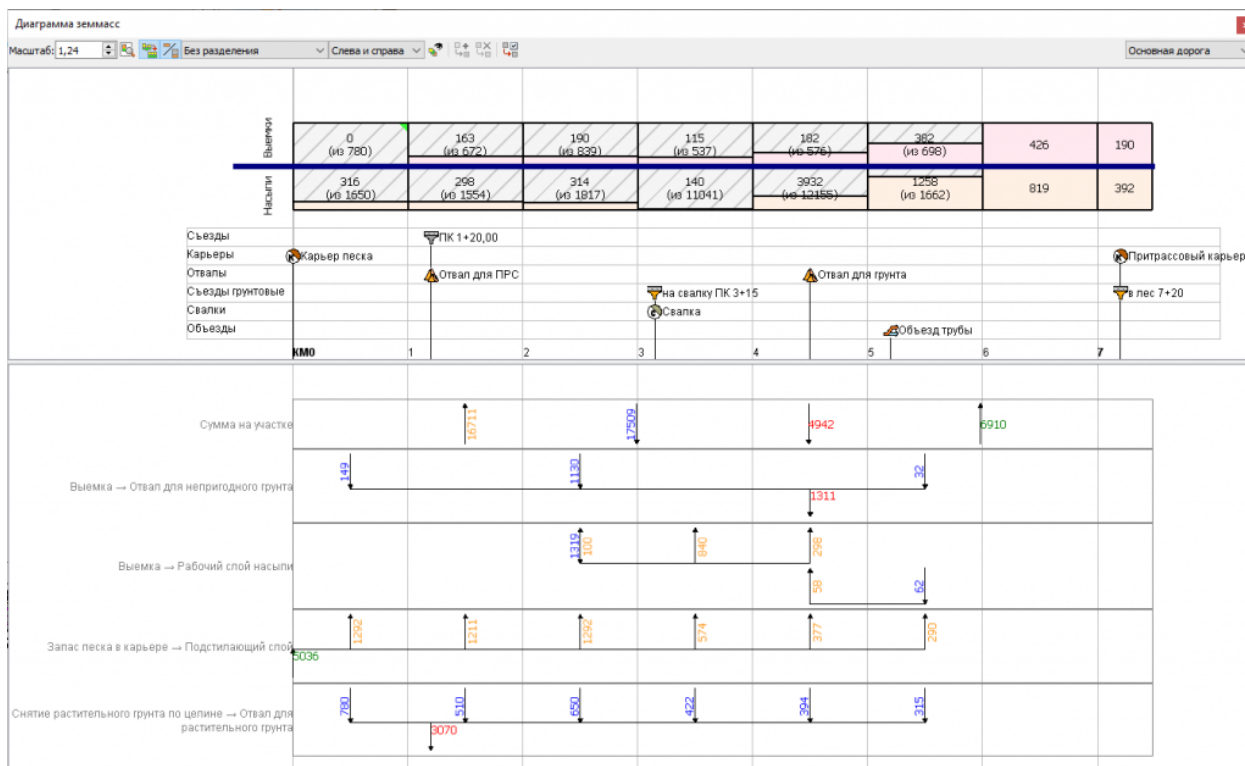 Диаграмма земмасс
Масштаб: 1,24 Без разделения Слева и справа Основная дорога
Выемки
0 163 190 115 182 382 426 190
(из 780) (из 672) (из 839) (из 537) (из 576) (из 698)
Насыпи
316 298 314 140 3932 1258 819 392
(из 1650) (из 1554) (из 1817) (из 11041) (из 12155) (из 1662)
Съезды ПК 1+20,00
Карьеры Карьер песка Притрассовый карьер
Отвалы Отвал для ПРС Отвал для грунта
Съезды грунтовые на свалку ПК 3+15 в лес 7+20
Свалки Свалка
Объезды Объезд трубы
КМ0 1 2 3 4 5 6 7
Сумма на участке 16711 17509 4942 6910
Выемка → Отвал для непригодного грунта 149 1130 32
1311
Выемка → Рабочий слой насыпи 1319 100 840 298
58 62
Запас песка в карьере → Подстилающий слой 1292 1211 1292 574 377 290
5036
Снятие растительного грунта по целине → Отвал для
растительного грунта
780 510 650 422 394 315
3070